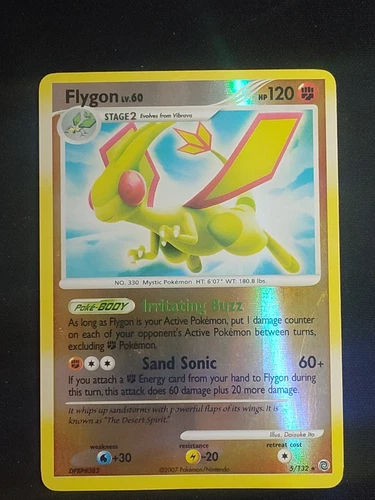 Flygon LV.60 HP 120
STAGE 2 Evolves from Vibrava
NO. 330 Mystic Pokémon HT: 6'07" WT: 180.8 lbs.
Poké-BODY Irritating Buzz
As long as Flygon is your Active Pokémon, put 1 damage counter
on each of your opponent's Active Pokémon between turns,
excluding Pokémon.
Sand Sonic 60+
If you attach a Energy card from your hand to Flygon during
this turn, this attack does 60 damage plus 20 more damage.
It whips up sandstorms with powerful flaps of its wings. It is
known as "The Desert Spirit."
Illus. Daisuke Ito
weakness resistance retreat cost
+30 -20
©2007 Pokémon/Nintendo 5/132